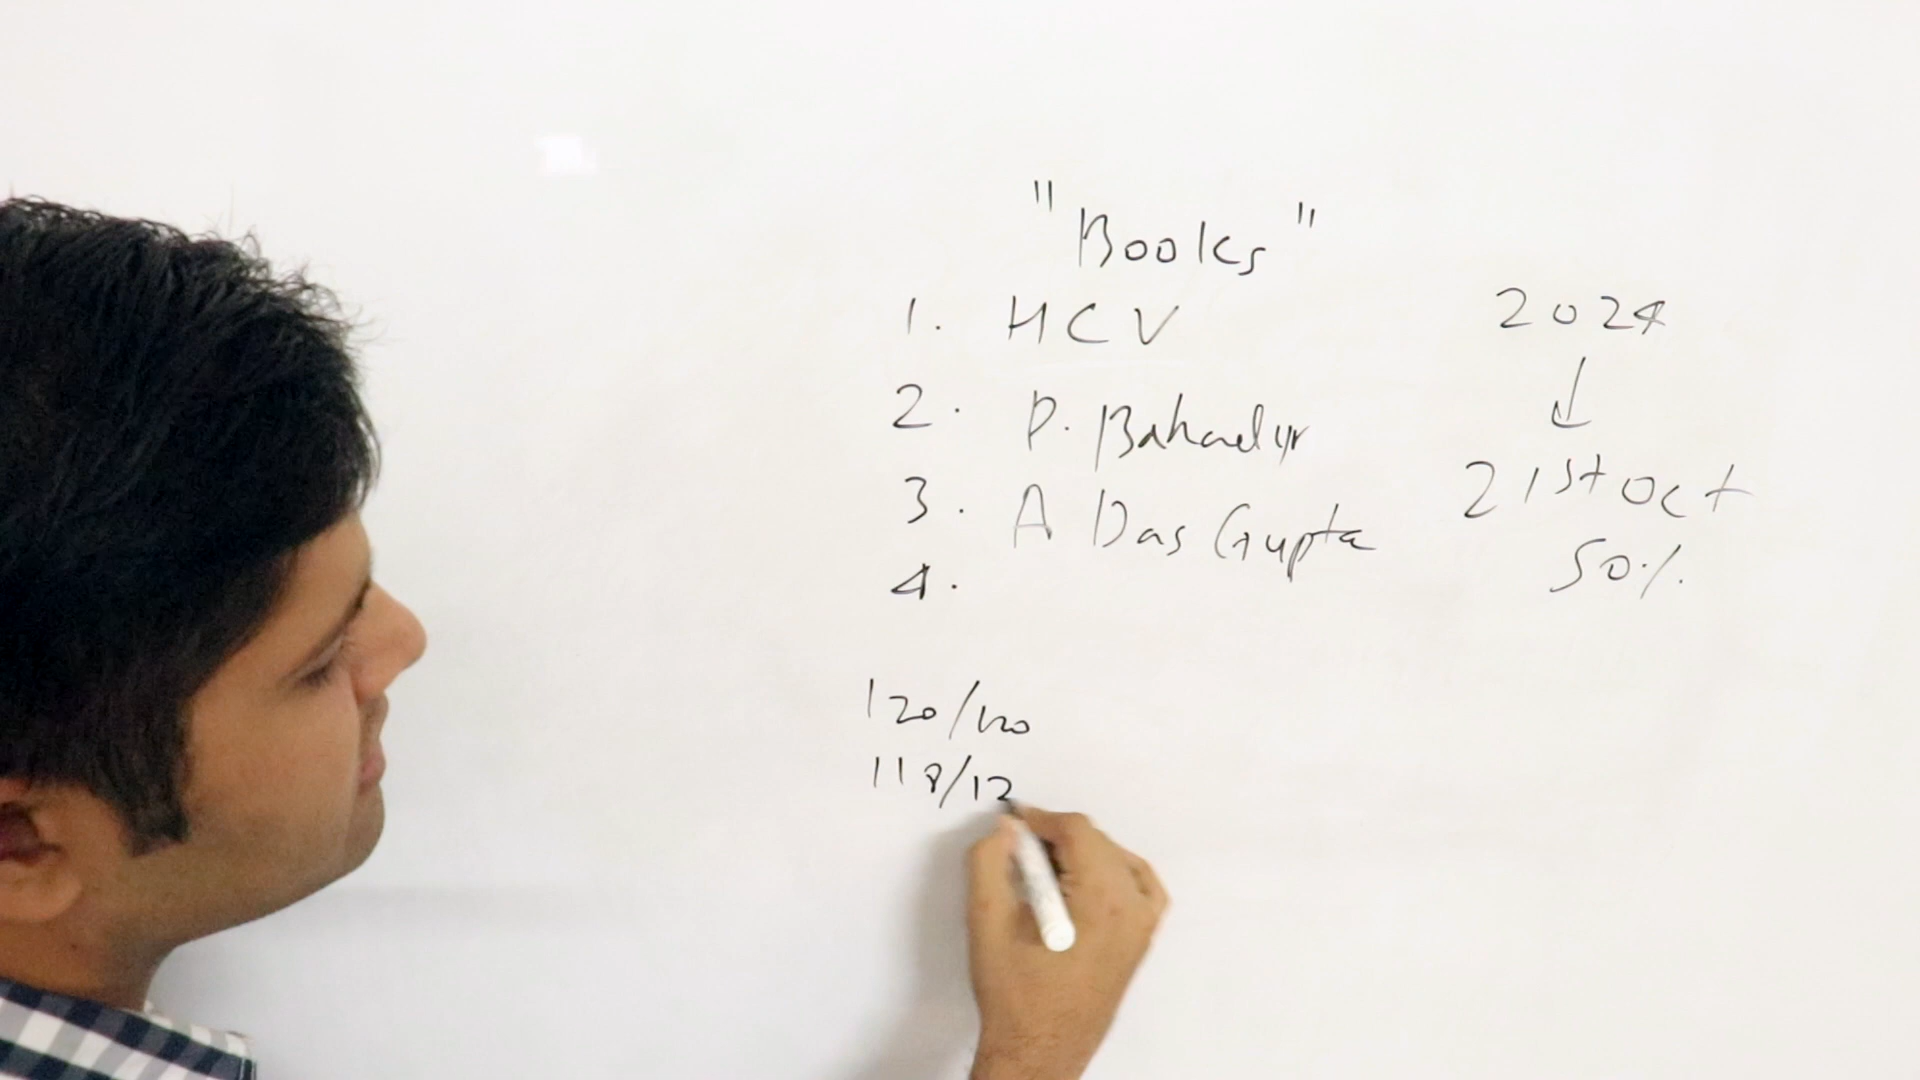 "Books"
1. HCV
2. P. Bahadur
3. A Das Gupta
4.
120/120
118/12
2024
↓
21st Oct
50%